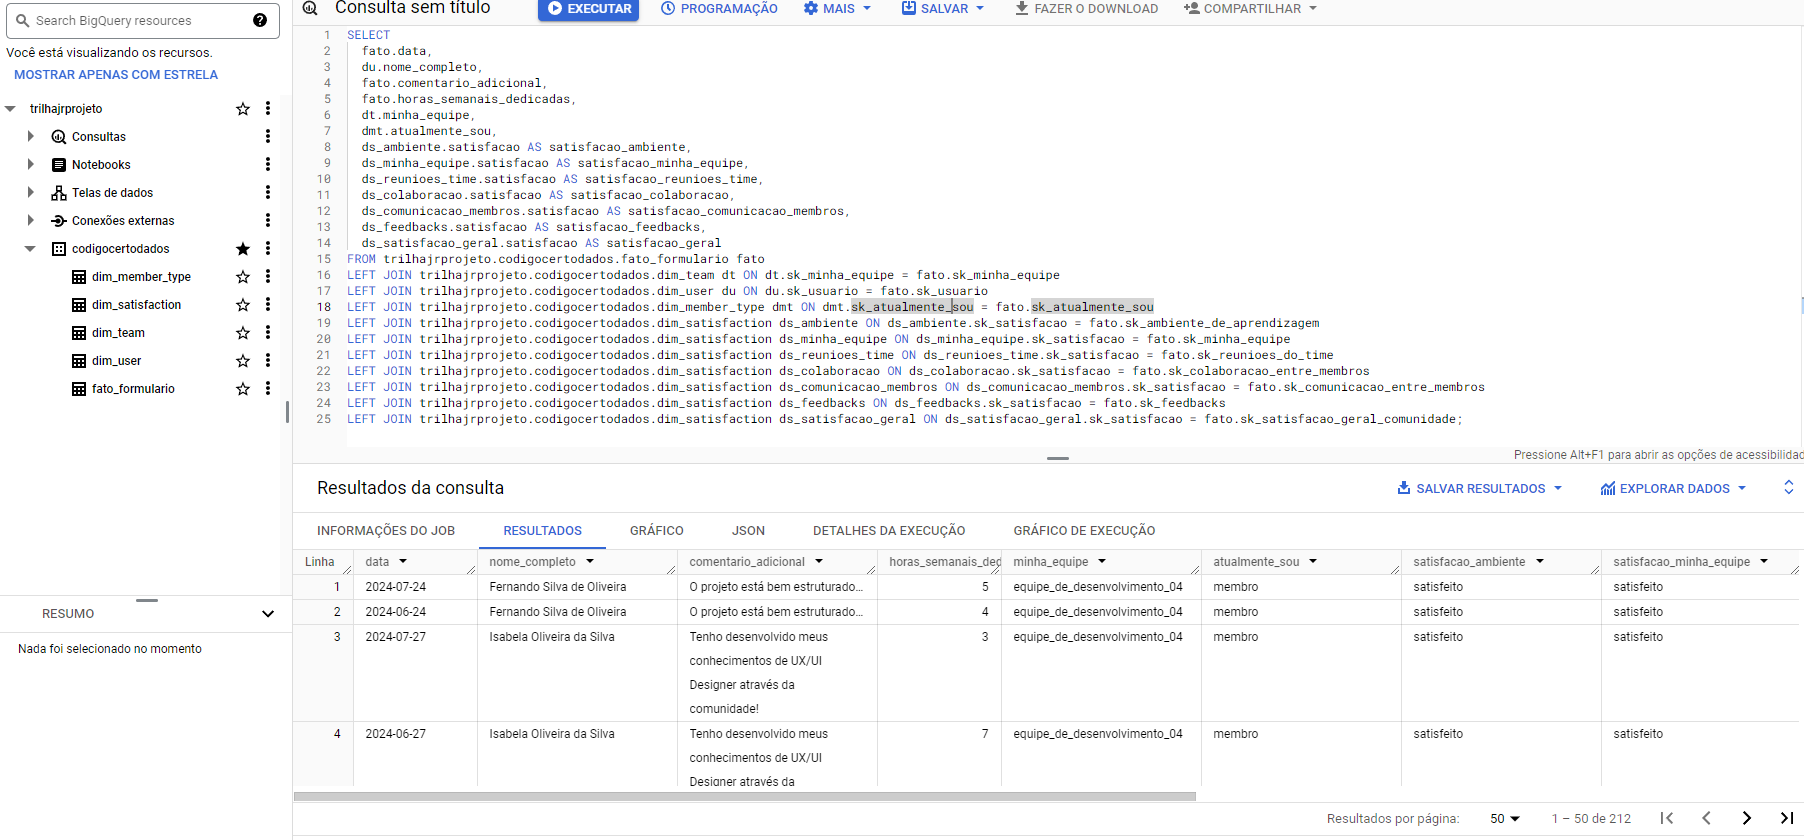 Search BigQuery resources
Você está visualizando os recursos.
MOSTRAR APENAS COM ESTRELA
trilhajrprojeto
Consultas
Notebooks
Telas de dados
Conexões externas
codigocertodados
dim_member_type
dim_satisfaction
dim_team
dim_user
fato_formulario
RESUMO
Nada foi selecionado no momento
Consulta sem título
EXECUTAR
PROGRAMAÇÃO
MAIS
SALVAR
FAZER O DOWNLOAD
COMPARTILHAR
1 SELECT
2 fato.data,
3 du.nome_completo,
4 fato.comentario_adicional,
5 fato.horas_semanais_dedicadas,
6 dt.minha_equipe,
7 dmt.atualmente_sou,
8 ds_ambiente.satisfacao AS satisfacao_ambiente,
9 ds_minha_equipe.satisfacao AS satisfacao_minha_equipe,
10 ds_reunioes_time.satisfacao AS satisfacao_reunioes_time,
11 ds_colaboracao.satisfacao AS satisfacao_colaboracao,
12 ds_comunicacao_membros.satisfacao AS satisfacao_comunicacao_membros,
13 ds_feedbacks.satisfacao AS satisfacao_feedbacks,
14 ds_satisfacao_geral.satisfacao AS satisfacao_geral
15 FROM trilhajrprojeto.codigocertodados.fato_formulario fato
16 LEFT JOIN trilhajrprojeto.codigocertodados.dim_team dt ON dt.sk_minha_equipe = fato.sk_minha_equipe
17 LEFT JOIN trilhajrprojeto.codigocertodados.dim_user du ON du.sk_usuario = fato.sk_usuario
18 LEFT JOIN trilhajrprojeto.codigocertodados.dim_member_type dmt ON dmt.sk_atualmente_sou = fato.sk_atualmente_sou
19 LEFT JOIN trilhajrprojeto.codigocertodados.dim_satisfaction ds_ambiente ON ds_ambiente.sk_satisfacao = fato.sk_ambiente_de_aprendizagem
20 LEFT JOIN trilhajrprojeto.codigocertodados.dim_satisfaction ds_minha_equipe ON ds_minha_equipe.sk_satisfacao = fato.sk_minha_equipe
21 LEFT JOIN trilhajrprojeto.codigocertodados.dim_satisfaction ds_reunioes_time ON ds_reunioes_time.sk_satisfacao = fato.sk_reunioes_do_time
22 LEFT JOIN trilhajrprojeto.codigocertodados.dim_satisfaction ds_colaboracao ON ds_colaboracao.sk_satisfacao = fato.sk_colaboracao_entre_membros
23 LEFT JOIN trilhajrprojeto.codigocertodados.dim_satisfaction ds_comunicacao_membros ON ds_comunicacao_membros.sk_satisfacao = fato.sk_comunicacao_entre_membros
24 LEFT JOIN trilhajrprojeto.codigocertodados.dim_satisfaction ds_feedbacks ON ds_feedbacks.sk_satisfacao = fato.sk_feedbacks
25 LEFT JOIN trilhajrprojeto.codigocertodados.dim_satisfaction ds_satisfacao_geral ON ds_satisfacao_geral.sk_satisfacao = fato.sk_satisfacao_geral_comunidade;
Pressione Alt+F1 para abrir as opções de acessibilidad
Resultados da consulta
SALVAR RESULTADOS
EXPLORAR DADOS
INFORMAÇÕES DO JOB RESULTADOS GRÁFICO JSON DETALHES DA EXECUÇÃO GRÁFICO DE EXECUÇÃO
Linha data nome_completo comentario_adicional horas_semanais_ded minha_equipe atualmente_sou satisfacao_ambiente satisfacao_minha_equipe
1 2024-07-24 Fernando Silva de Oliveira O projeto está bem estruturado... 5 equipe_de_desenvolvimento_04 membro satisfeito satisfeito
2 2024-06-24 Fernando Silva de Oliveira O projeto está bem estruturado... 4 equipe_de_desenvolvimento_04 membro satisfeito satisfeito
3 2024-07-27 Isabela Oliveira da Silva Tenho desenvolvido meus 3 equipe_de_desenvolvimento_04 membro satisfeito satisfeito
conhecimentos de UX/UI
Designer através da
comunidade!
4 2024-06-27 Isabela Oliveira da Silva Tenho desenvolvido meus 7 equipe_de_desenvolvimento_04 membro satisfeito satisfeito
conhecimentos de UX/UI
Designer através da
Resultados por página: 50 1 – 50 de 212